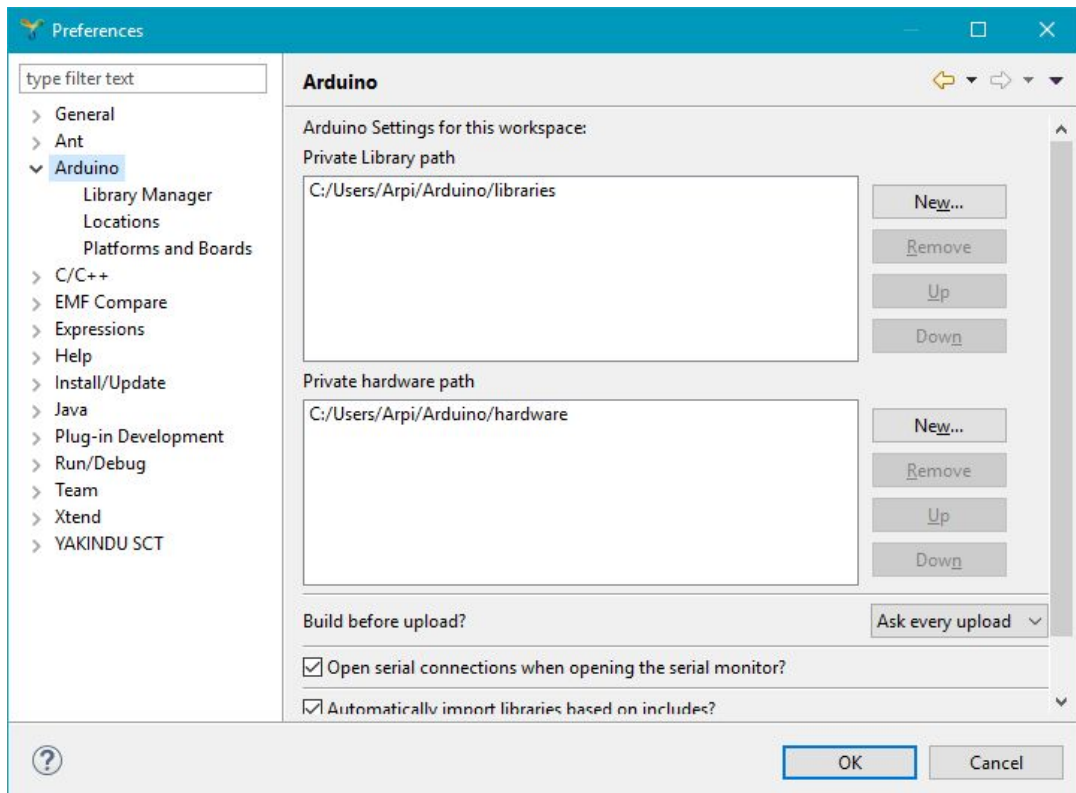 Preferences
type filter text
General
Ant
Arduino
Library Manager
Locations
Platforms and Boards
C/C++
EMF Compare
Expressions
Help
Install/Update
Java
Plug-in Development
Run/Debug
Team
Xtend
YAKINDU SCT
Arduino
Arduino Settings for this workspace:
Private Library path
C:/Users/Arpi/Arduino/libraries
New...
Remove
Up
Down
Private hardware path
C:/Users/Arpi/Arduino/hardware
New...
Remove
Up
Down
Build before upload?
Ask every upload
Open serial connections when opening the serial monitor?
Automatically import libraries based on includes?
?
OK
Cancel